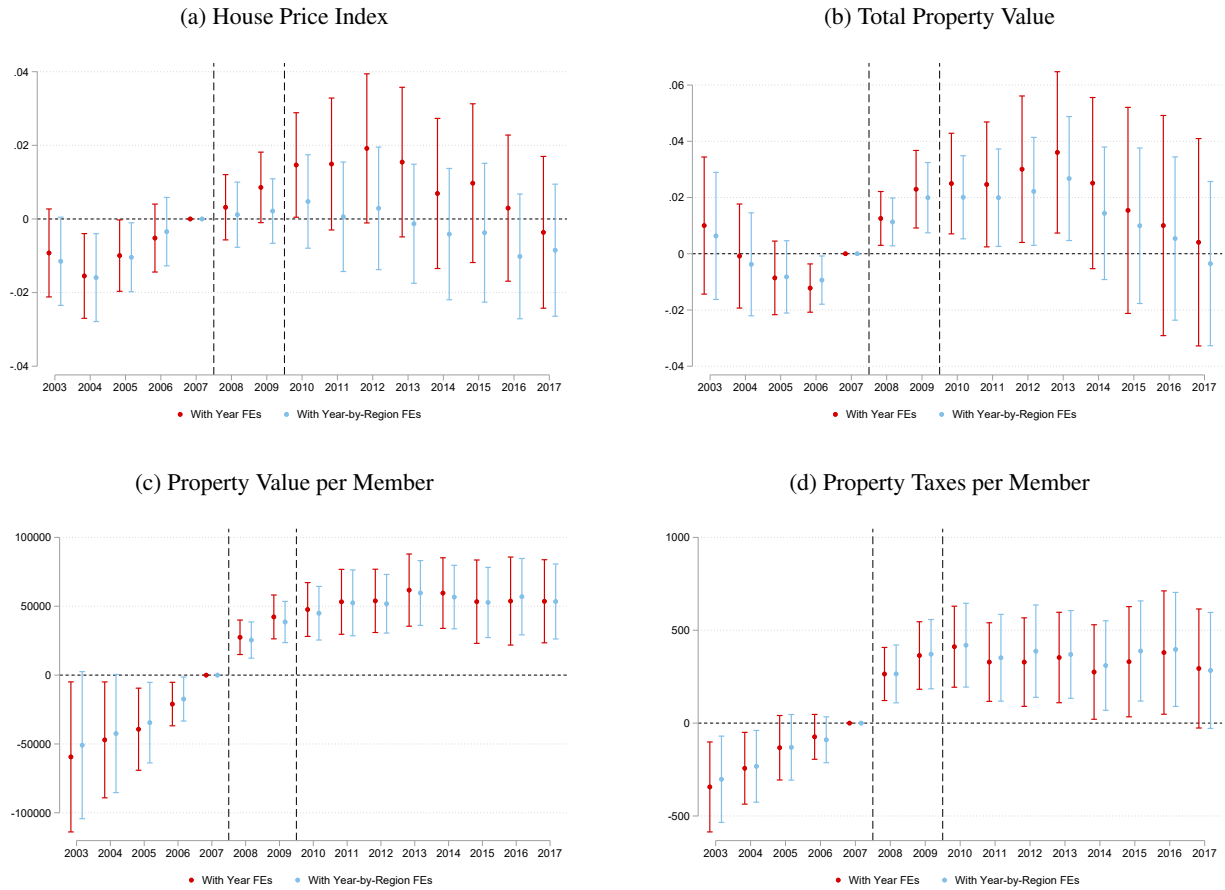 (a) House Price Index
.04
.02
0
-.02
-.04
2003 2004 2005 2006 2007 2008 2009 2010 2011 2012 2013 2014 2015 2016 2017
With Year FEs With Year-by-Region FEs
(b) Total Property Value
.06
.04
.02
0
-.02
-.04
2003 2004 2005 2006 2007 2008 2009 2010 2011 2012 2013 2014 2015 2016 2017
With Year FEs With Year-by-Region FEs
(c) Property Value per Member
100000
50000
0
-50000
-100000
2003 2004 2005 2006 2007 2008 2009 2010 2011 2012 2013 2014 2015 2016 2017
With Year FEs With Year-by-Region FEs
(d) Property Taxes per Member
1000
500
0
-500
2003 2004 2005 2006 2007 2008 2009 2010 2011 2012 2013 2014 2015 2016 2017
With Year FEs With Year-by-Region FEs